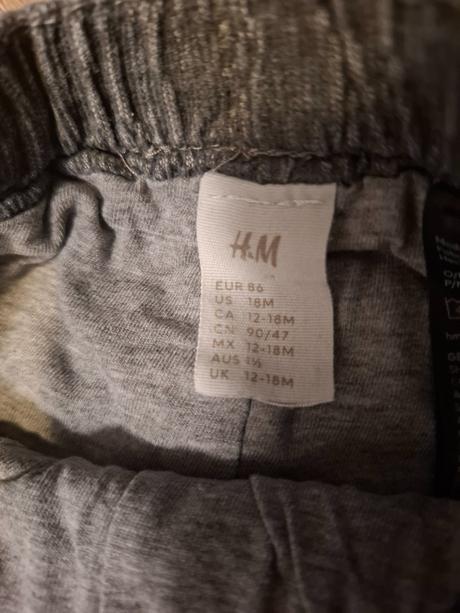 H&M
EUR 86
US 18M
CA 12-18M
CN 90/47
MX 12-18M
AUS 1½
UK 12-18M